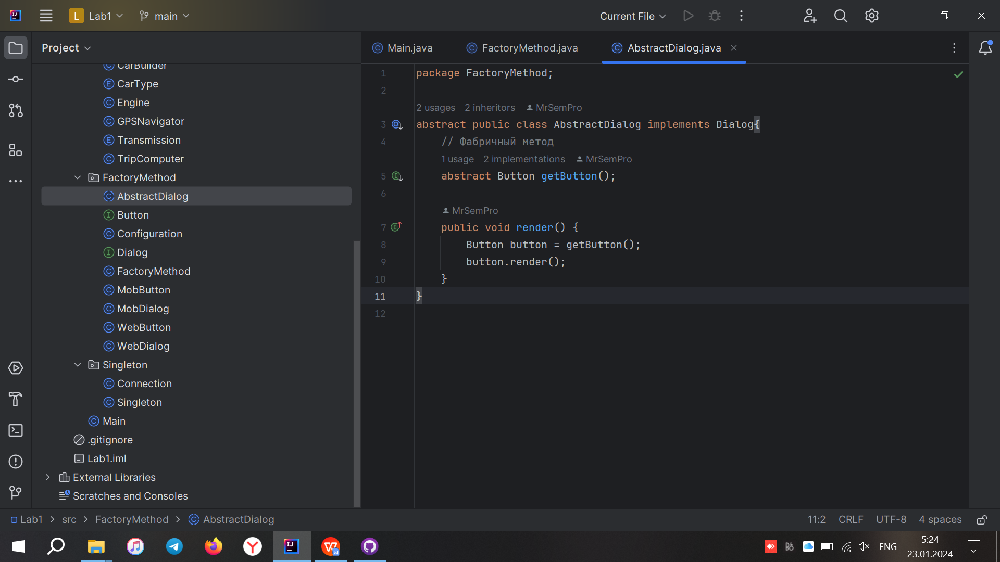 L Lab1 main Current File
Project
Main.java FactoryMethod.java AbstractDialog.java
CarBuilder
CarType
Engine
GPSNavigator
Transmission
TripComputer
FactoryMethod
AbstractDialog
Button
Configuration
Dialog
FactoryMethod
MobButton
MobDialog
WebButton
WebDialog
Singleton
Connection
Singleton
Main
.gitignore
Lab1.iml
External Libraries
Scratches and Consoles
1 package FactoryMethod;
2
2 usages 2 inheritors MrSemPro
3 abstract public class AbstractDialog implements Dialog{
4 // Фабричный метод
1 usage 2 implementations MrSemPro
5 abstract Button getButton();
6
MrSemPro
7 public void render() {
8 Button button = getButton();
9 button.render();
10 }
11 }
12
Lab1 > src > FactoryMethod > AbstractDialog
11:2 CRLF UTF-8 4 spaces
ENG
5:24
23.01.2024